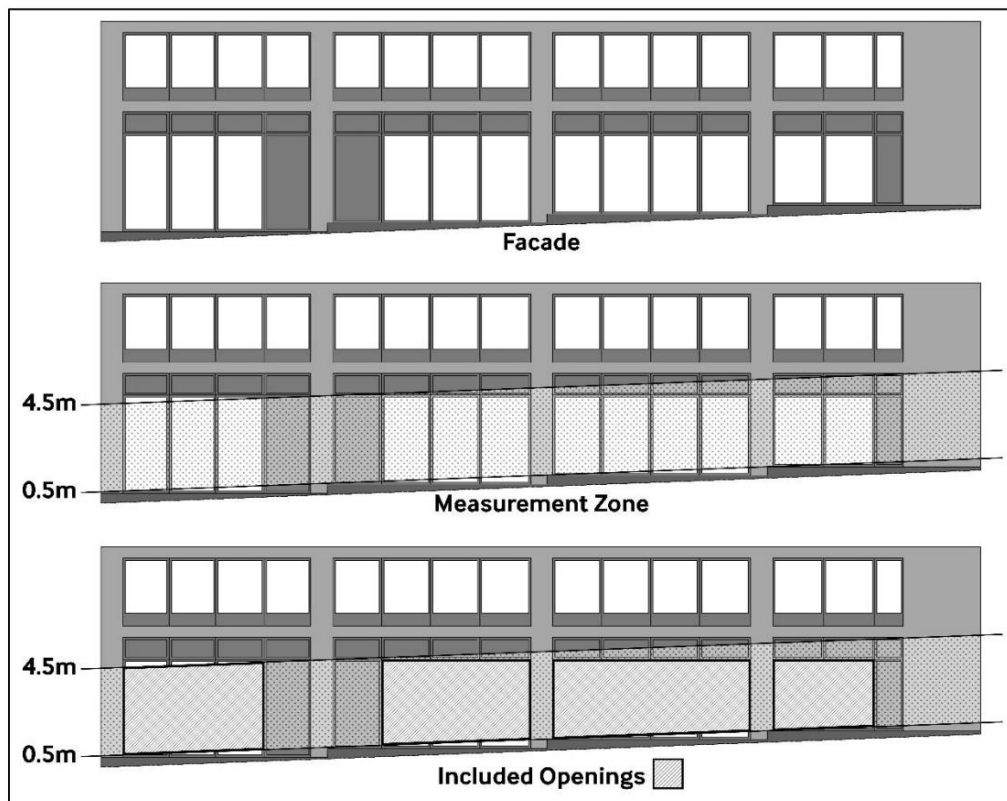 Facade
4.5m
0.5m
Measurement Zone
4.5m
0.5m
Included Openings